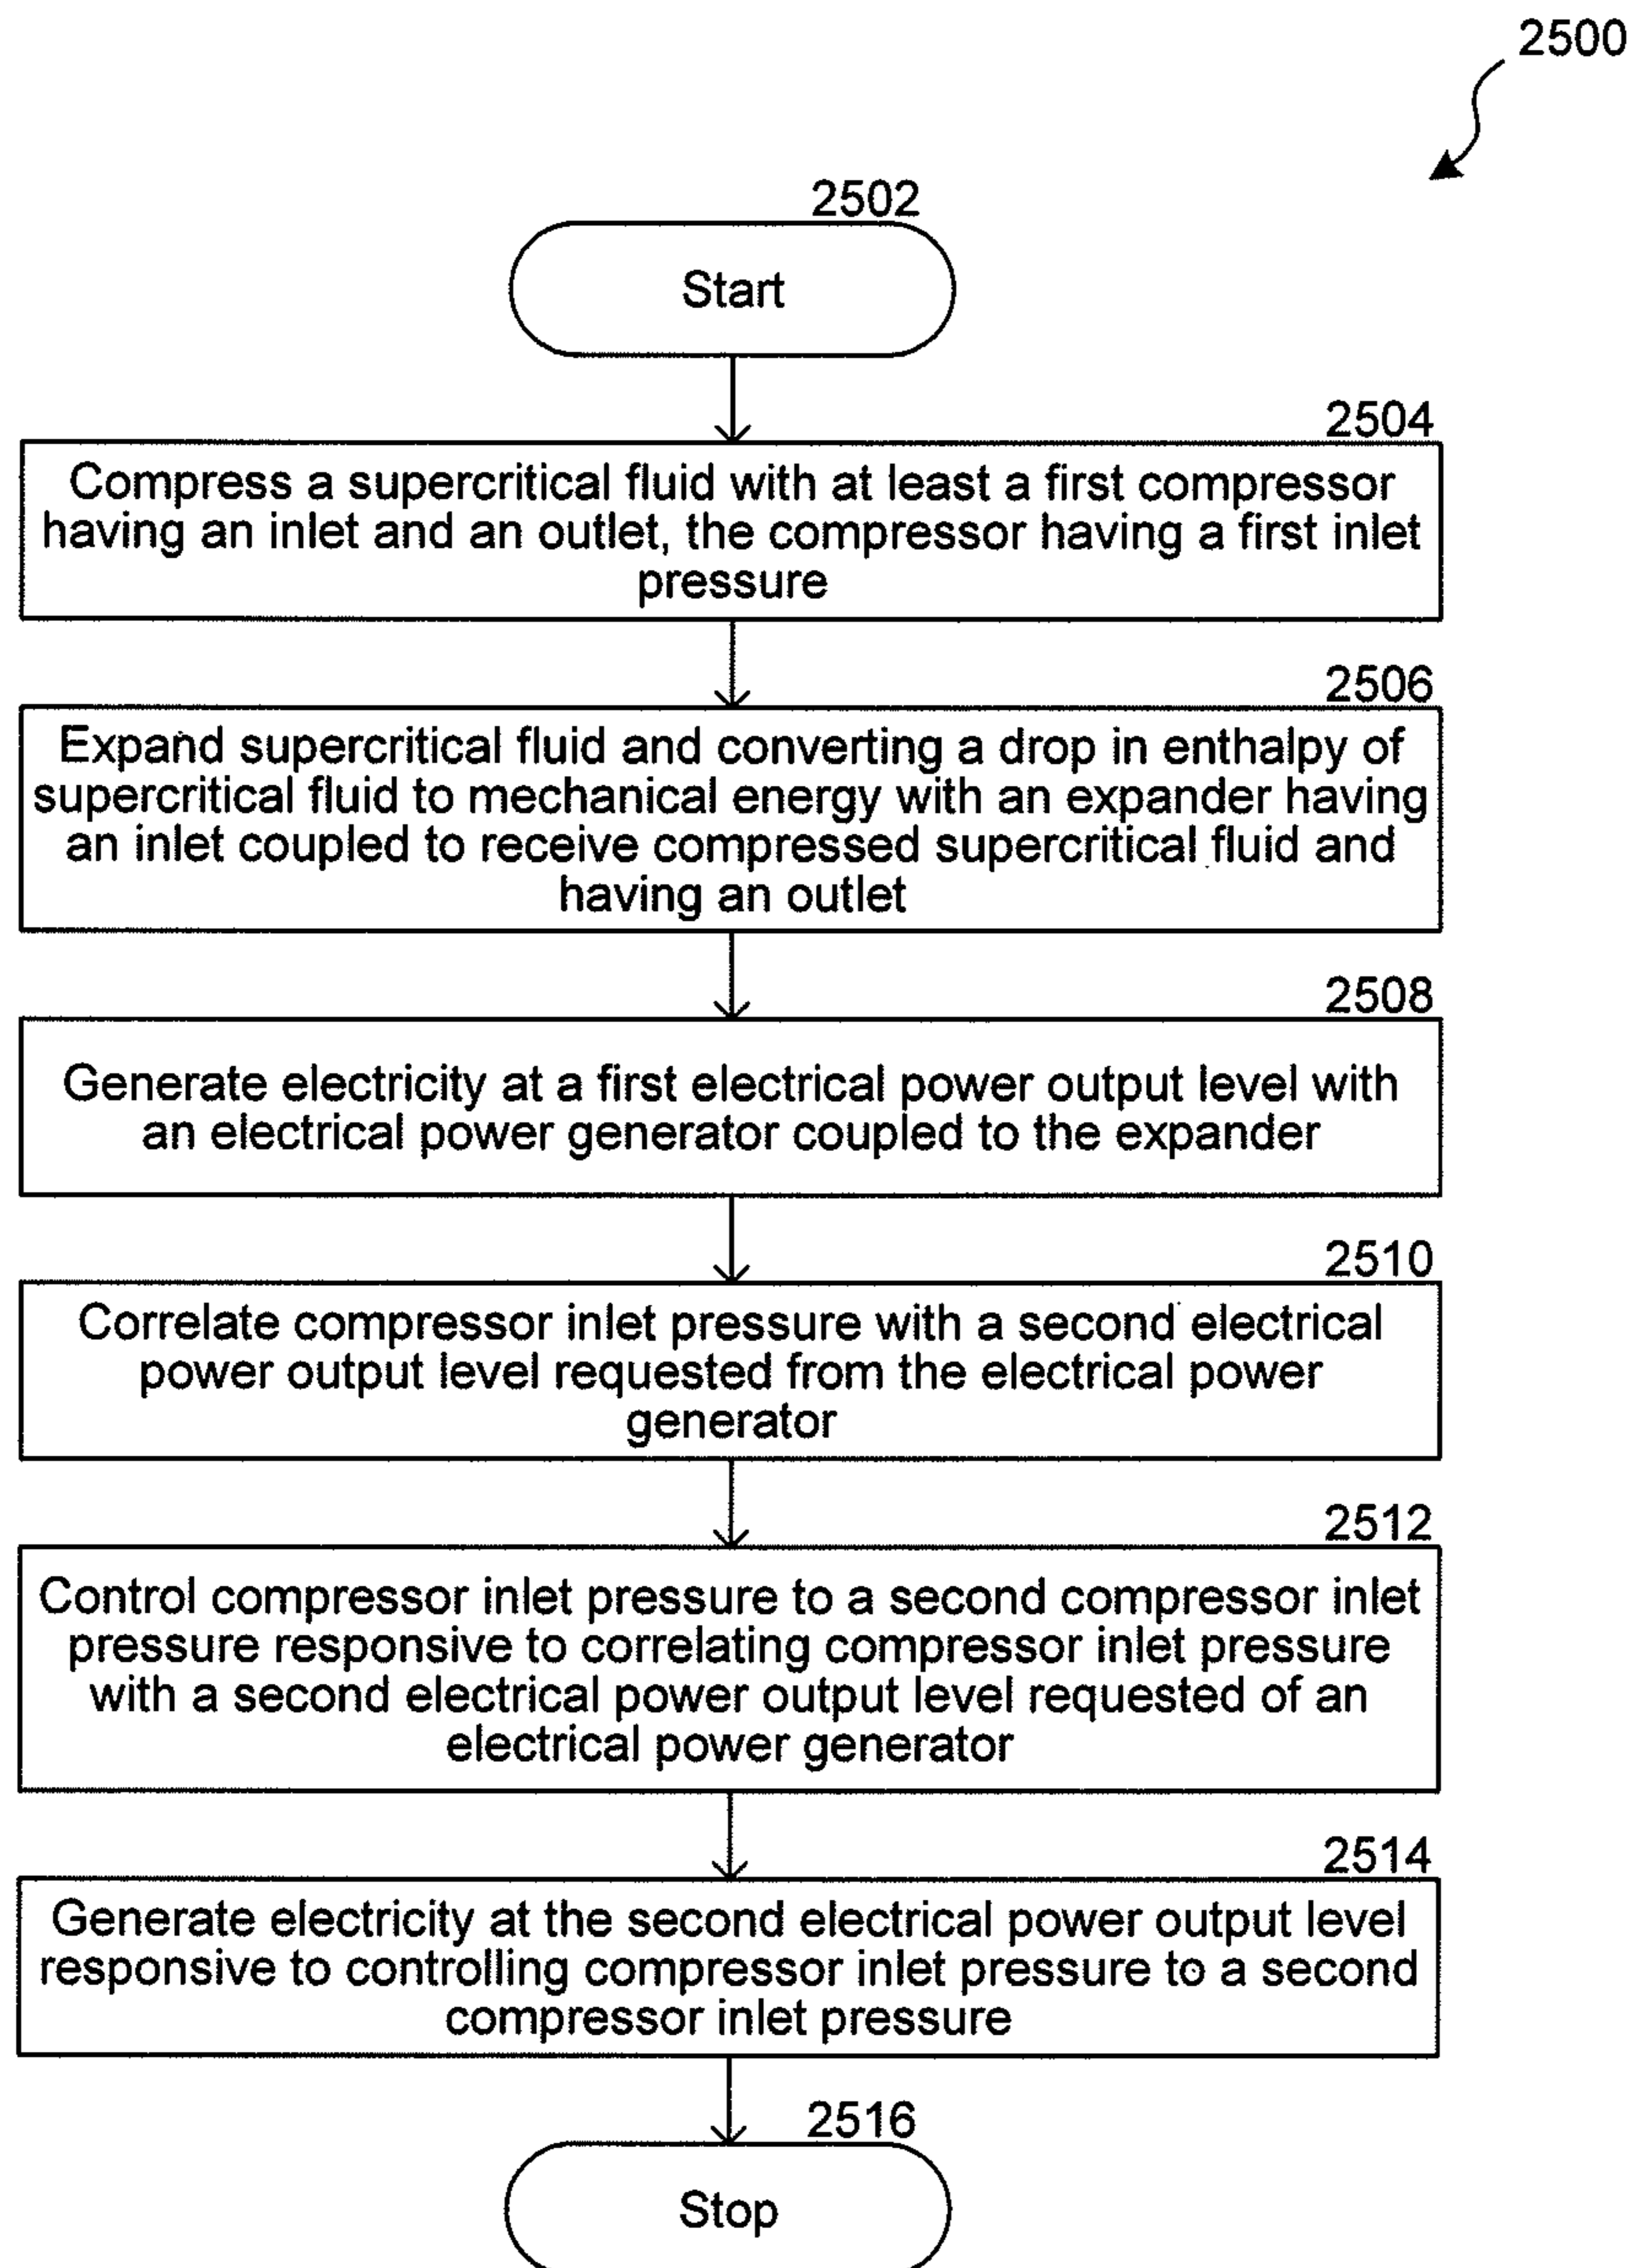 2500
2502
Start
2504
Compress a supercritical fluid with at least a first compressor
having an inlet and an outlet, the compressor having a first inlet
pressure
2506
Expand supercritical fluid and converting a drop in enthalpy of
supercritical fluid to mechanical energy with an expander having
an inlet coupled to receive compressed supercritical fluid and
having an outlet
2508
Generate electricity at a first electrical power output level with
an electrical power generator coupled to the expander
2510
Correlate compressor inlet pressure with a second electrical
power output level requested from the electrical power
generator
2512
Control compressor inlet pressure to a second compressor inlet
pressure responsive to correlating compressor inlet pressure
with a second electrical power output level requested of an
electrical power generator
2514
Generate electricity at the second electrical power output level
responsive to controlling compressor inlet pressure to a second
compressor inlet pressure
2516
Stop